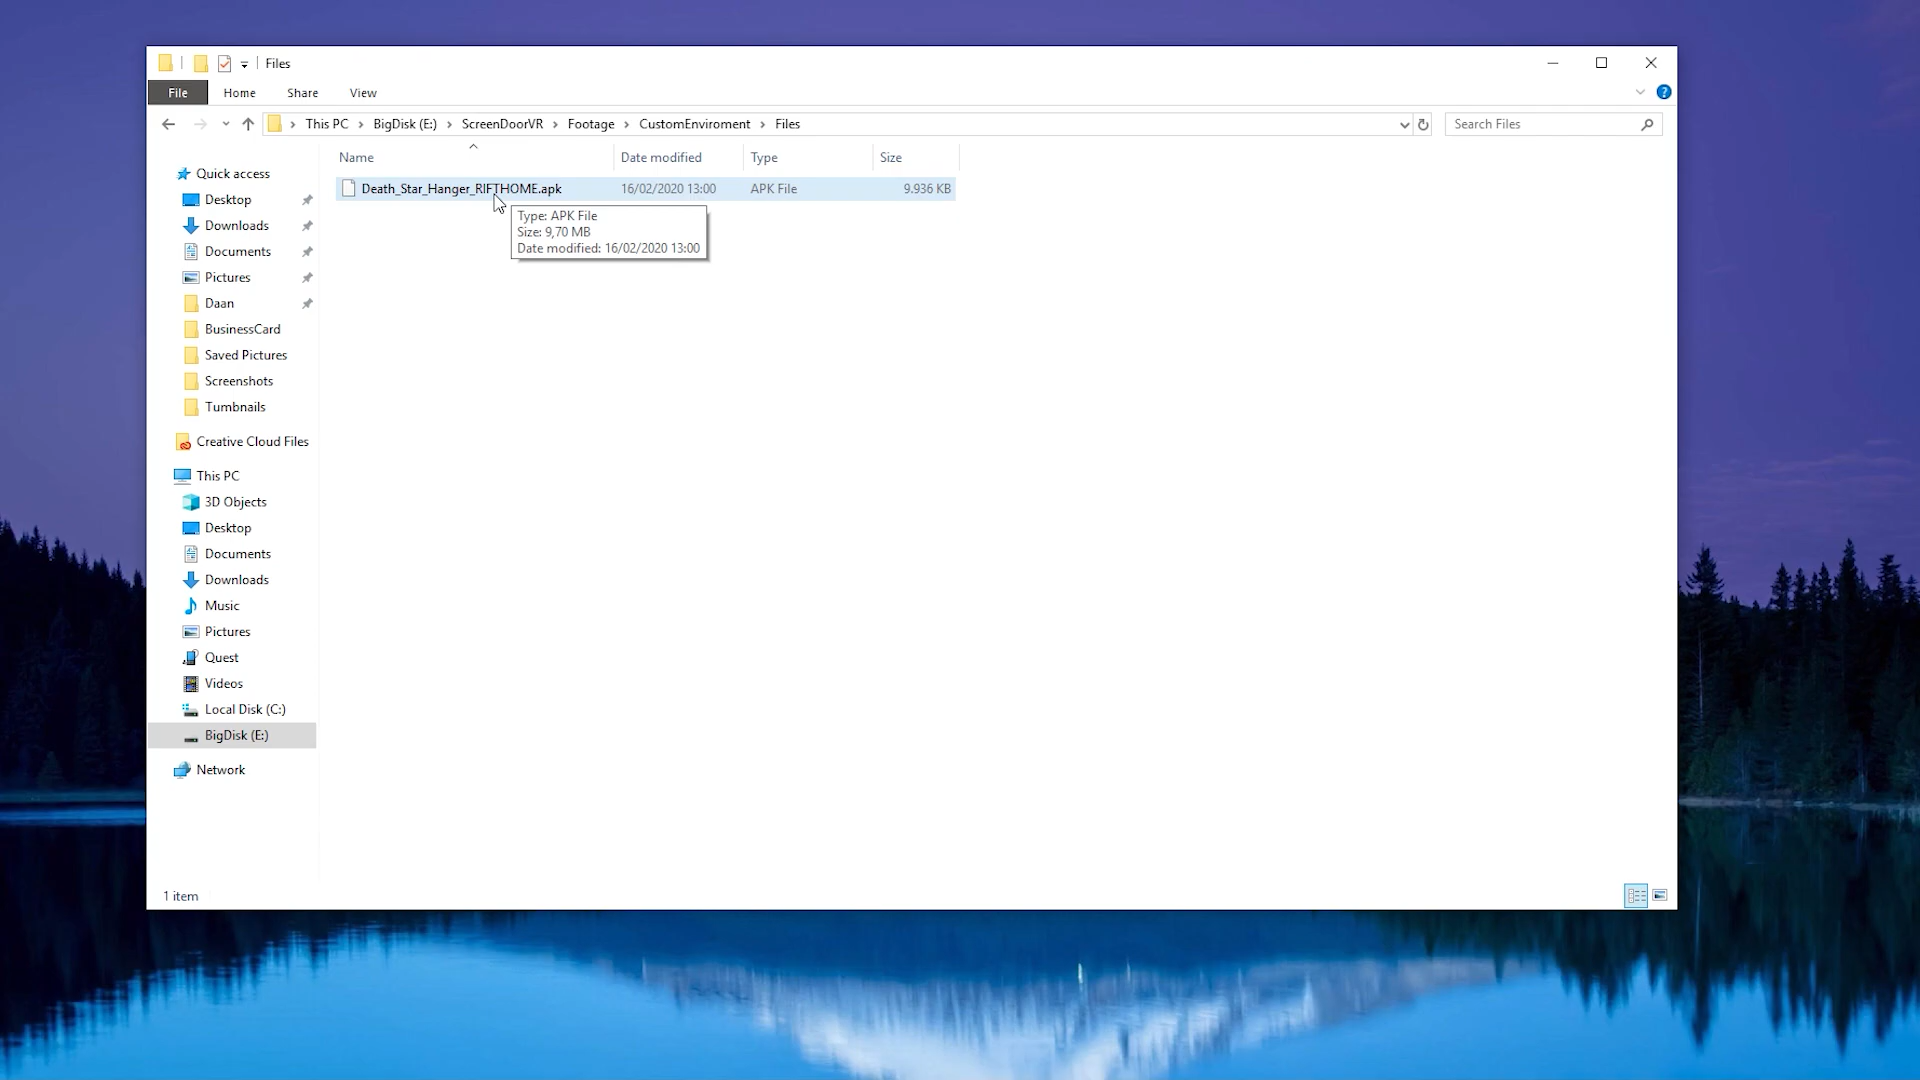 Files
File Home Share View
This PC BigDisk (E:) ScreenDoorVR Footage CustomEnviroment Files
Search Files
Name Date modified Type Size
Death_Star_Hanger_RIFTHOME.apk 16/02/2020 13:00 APK File 9.936 KB
Type: APK File
Size: 9,70 MB
Date modified: 16/02/2020 13:00
Quick access
Desktop
Downloads
Documents
Pictures
Daan
BusinessCard
Saved Pictures
Screenshots
Tumbnails
Creative Cloud Files
This PC
3D Objects
Desktop
Documents
Downloads
Music
Pictures
Quest
Videos
Local Disk (C:)
BigDisk (E:)
Network
1 item